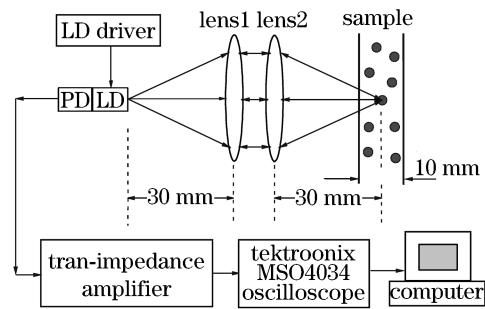 LD driver
lens1 lens2
sample
PD LD
10 mm
30 mm
30 mm
tran-impedance
amplifier
tektroonix
MSO4034
oscilloscope
computer